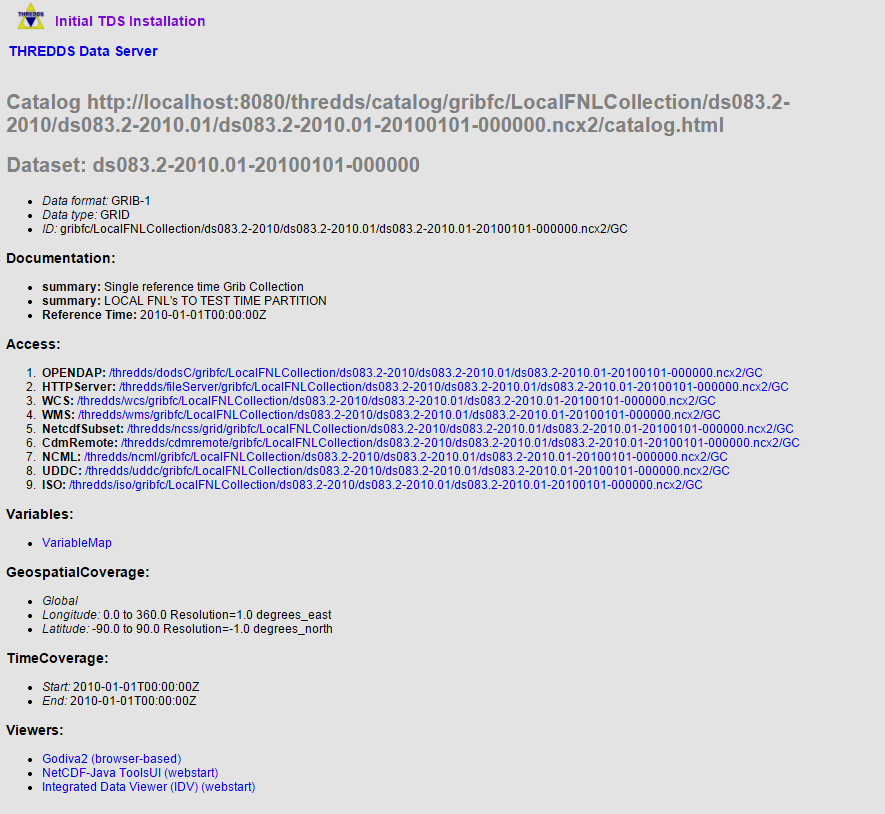 THREDDS
Initial TDS Installation
THREDDS Data Server
Catalog http://localhost:8080/thredds/catalog/gribfc/LocalFNLCollection/ds083.2-
2010/ds083.2-2010.01/ds083.2-2010.01-20100101-000000.ncx2/catalog.html
Dataset: ds083.2-2010.01-20100101-000000
• Data format: GRIB-1
• Data type: GRID
• ID: gribfc/LocalFNLCollection/ds083.2-2010/ds083.2-2010.01/ds083.2-2010.01-20100101-000000.ncx2/GC
Documentation:
• summary: Single reference time Grib Collection
• summary: LOCAL FNL's TO TEST TIME PARTITION
• Reference Time: 2010-01-01T00:00:00Z
Access:
1. OPENDAP: /thredds/dodsC/gribfc/LocalFNLCollection/ds083.2-2010/ds083.2-2010.01/ds083.2-2010.01-20100101-000000.ncx2/GC
2. HTTPServer: /thredds/fileServer/gribfc/LocalFNLCollection/ds083.2-2010/ds083.2-2010.01/ds083.2-2010.01-20100101-000000.ncx2/GC
3. WCS: /thredds/wcs/gribfc/LocalFNLCollection/ds083.2-2010/ds083.2-2010.01/ds083.2-2010.01-20100101-000000.ncx2/GC
4. WMS: /thredds/wms/gribfc/LocalFNLCollection/ds083.2-2010/ds083.2-2010.01/ds083.2-2010.01-20100101-000000.ncx2/GC
5. NetcdfSubset: /thredds/ncss/grid/gribfc/LocalFNLCollection/ds083.2-2010/ds083.2-2010.01/ds083.2-2010.01-20100101-000000.ncx2/GC
6. CdmRemote: /thredds/cdmremote/gribfc/LocalFNLCollection/ds083.2-2010/ds083.2-2010.01/ds083.2-2010.01-20100101-000000.ncx2/GC
7. NCML: /thredds/ncml/gribfc/LocalFNLCollection/ds083.2-2010/ds083.2-2010.01/ds083.2-2010.01-20100101-000000.ncx2/GC
8. UDDC: /thredds/uddc/gribfc/LocalFNLCollection/ds083.2-2010/ds083.2-2010.01/ds083.2-2010.01-20100101-000000.ncx2/GC
9. ISO: /thredds/iso/gribfc/LocalFNLCollection/ds083.2-2010/ds083.2-2010.01/ds083.2-2010.01-20100101-000000.ncx2/GC
Variables:
• VariableMap
GeospatialCoverage:
• Global
• Longitude: 0.0 to 360.0 Resolution=1.0 degrees_east
• Latitude: -90.0 to 90.0 Resolution=-1.0 degrees_north
TimeCoverage:
• Start: 2010-01-01T00:00:00Z
• End: 2010-01-01T00:00:00Z
Viewers:
• Godiva2 (browser-based)
• NetCDF-Java ToolsUI (webstart)
• Integrated Data Viewer (IDV) (webstart)